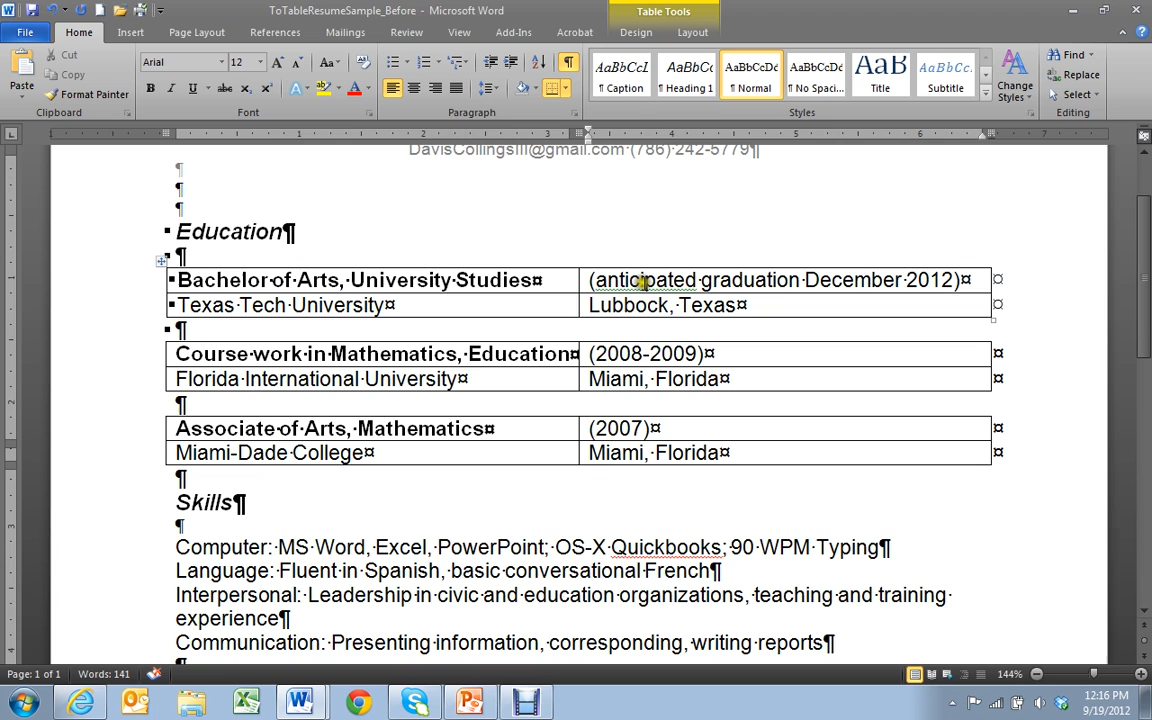 ToTableResumeSample_Before - Microsoft Word
Table Tools
File Home Insert Page Layout References Mailings Review View Add-Ins Acrobat Design Layout
Paste
Cut
Copy
Format Painter
Clipboard
Arial 12
Font
Paragraph
AaBbCcL ¶ Caption
AaBbCc ¶ Heading 1
AaBbCcDc ¶ Normal
AaBbCcDc ¶ No Spaci...
AaB Title
AaBbCc. Subtitle
Change Styles
Styles
Find
Replace
Select
Editing
DavisCollingsIII@gmail.com·(786)·242-5779¶
¶
¶
¶
Education¶
¶
Bachelor·of·Arts,·University·Studies¤ (anticipated·graduation·December·2012)¤
Texas·Tech·University¤ Lubbock,·Texas¤
¶
Course·work·in·Mathematics,·Education¤ (2008-2009)¤
Florida·International·University¤ Miami,·Florida¤
¶
Associate·of·Arts,·Mathematics¤ (2007)¤
Miami-Dade·College¤ Miami,·Florida¤
¶
Skills¶
¶
Computer:·MS·Word,·Excel,·PowerPoint;·OS-X·Quickbooks;·90·WPM·Typing¶
Language:·Fluent·in·Spanish,·basic·conversational·French¶
Interpersonal:·Leadership·in·civic·and·education·organizations,·teaching·and·training·
experience¶
Communication:·Presenting·information,·corresponding,·writing·reports¶
Page: 1 of 1 Words: 141 144%
12:16 PM
9/19/2012